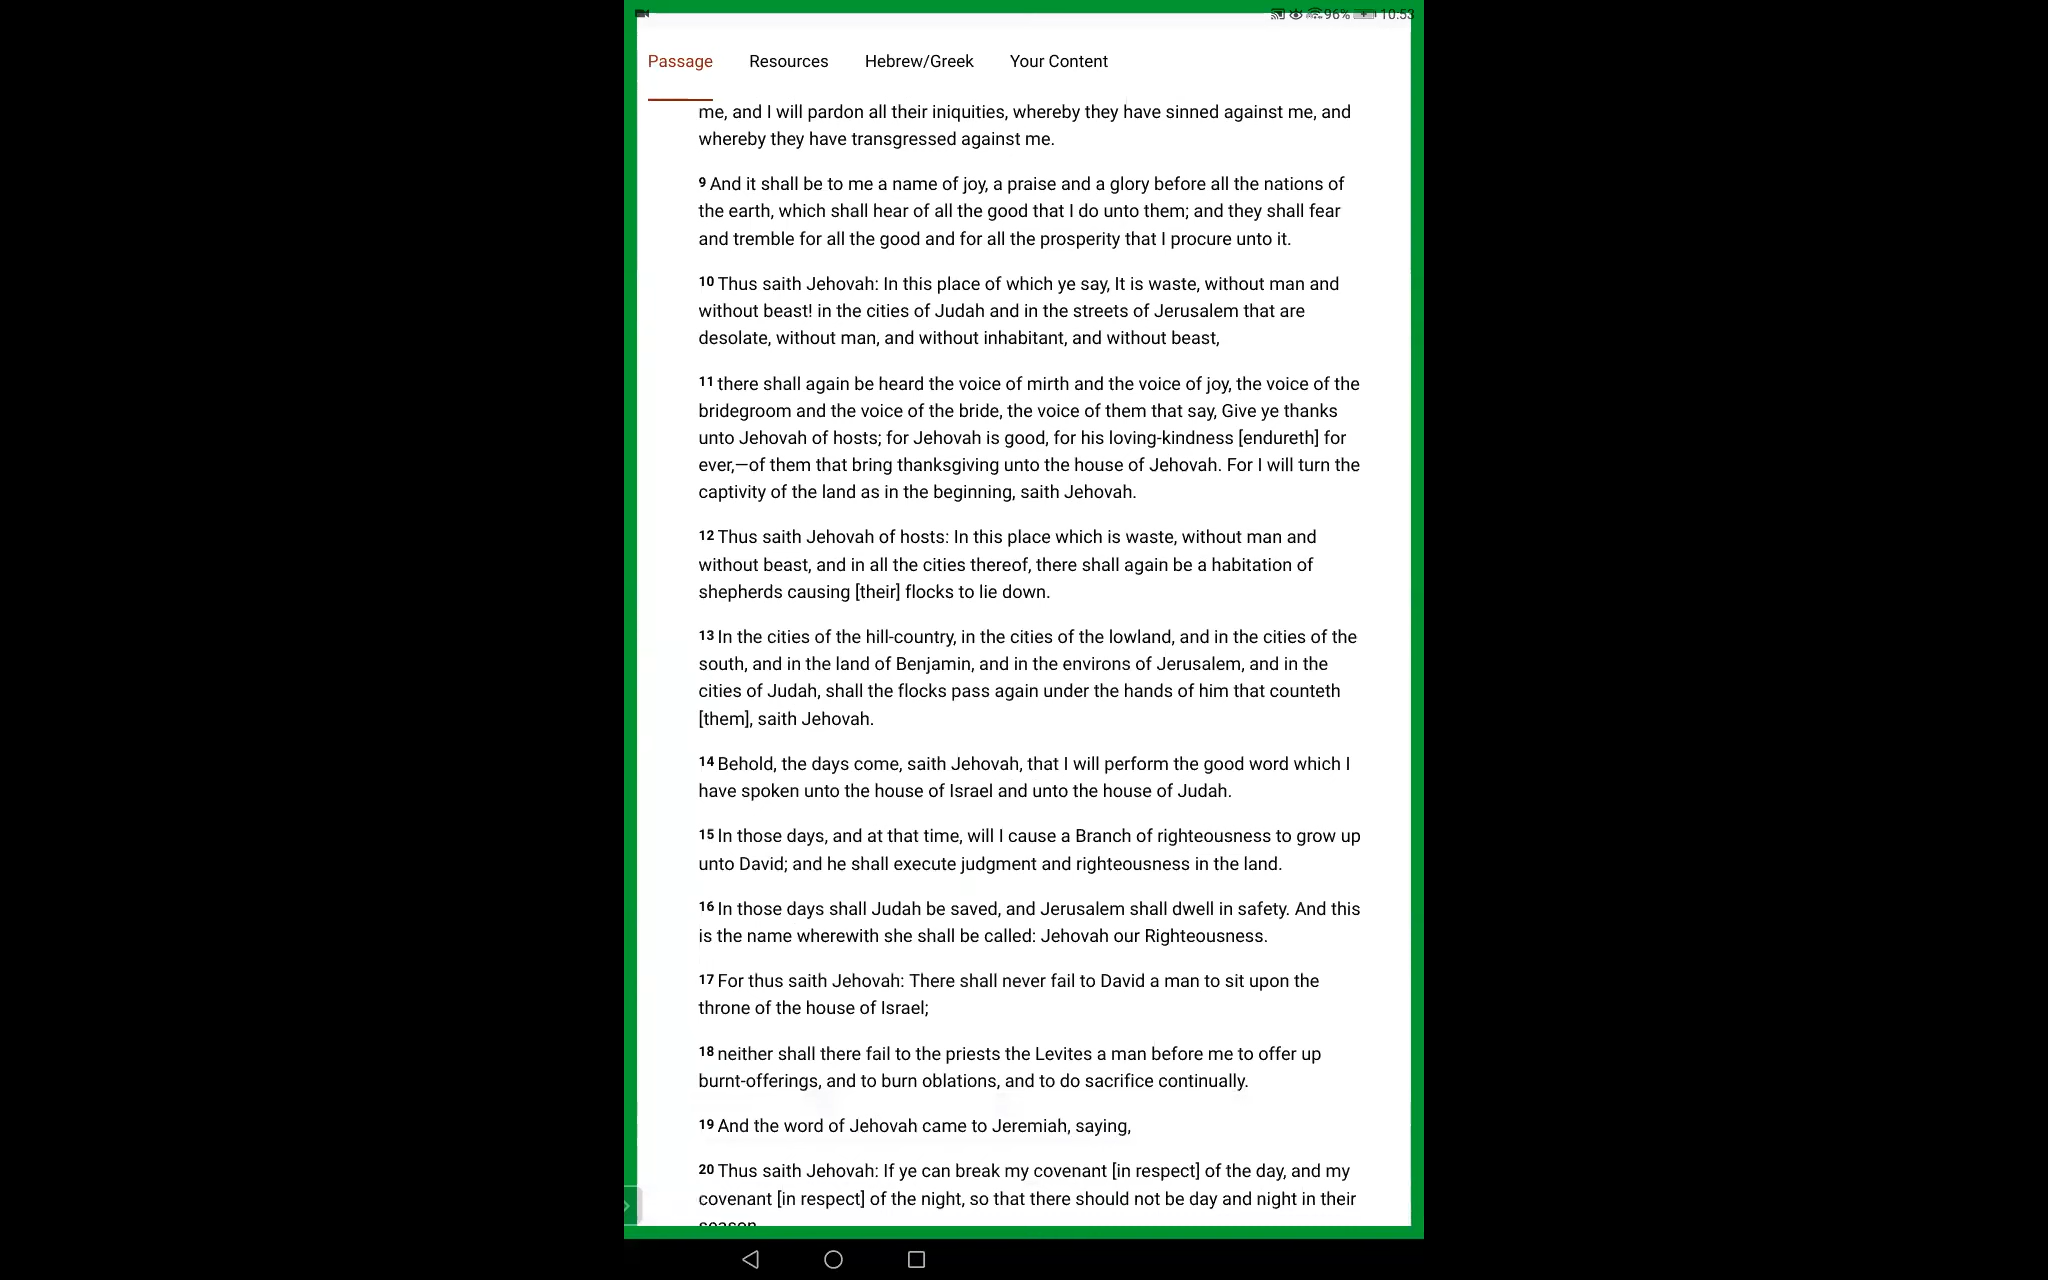 96% 10:53
Passage Resources Hebrew/Greek Your Content
me, and I will pardon all their iniquities, whereby they have sinned against me, and
whereby they have transgressed against me.
9 And it shall be to me a name of joy, a praise and a glory before all the nations of
the earth, which shall hear of all the good that I do unto them; and they shall fear
and tremble for all the good and for all the prosperity that I procure unto it.
10 Thus saith Jehovah: In this place of which ye say, It is waste, without man and
without beast! in the cities of Judah and in the streets of Jerusalem that are
desolate, without man, and without inhabitant, and without beast,
11 there shall again be heard the voice of mirth and the voice of joy, the voice of the
bridegroom and the voice of the bride, the voice of them that say, Give ye thanks
unto Jehovah of hosts; for Jehovah is good, for his loving-kindness [endureth] for
ever,—of them that bring thanksgiving unto the house of Jehovah. For I will turn the
captivity of the land as in the beginning, saith Jehovah.
12 Thus saith Jehovah of hosts: In this place which is waste, without man and
without beast, and in all the cities thereof, there shall again be a habitation of
shepherds causing [their] flocks to lie down.
13 In the cities of the hill-country, in the cities of the lowland, and in the cities of the
south, and in the land of Benjamin, and in the environs of Jerusalem, and in the
cities of Judah, shall the flocks pass again under the hands of him that counteth
[them], saith Jehovah.
14 Behold, the days come, saith Jehovah, that I will perform the good word which I
have spoken unto the house of Israel and unto the house of Judah.
15 In those days, and at that time, will I cause a Branch of righteousness to grow up
unto David; and he shall execute judgment and righteousness in the land.
16 In those days shall Judah be saved, and Jerusalem shall dwell in safety. And this
is the name wherewith she shall be called: Jehovah our Righteousness.
17 For thus saith Jehovah: There shall never fail to David a man to sit upon the
throne of the house of Israel;
18 neither shall there fail to the priests the Levites a man before me to offer up
burnt-offerings, and to burn oblations, and to do sacrifice continually.
19 And the word of Jehovah came to Jeremiah, saying,
20 Thus saith Jehovah: If ye can break my covenant [in respect] of the day, and my
covenant [in respect] of the night, so that there should not be day and night in their
season